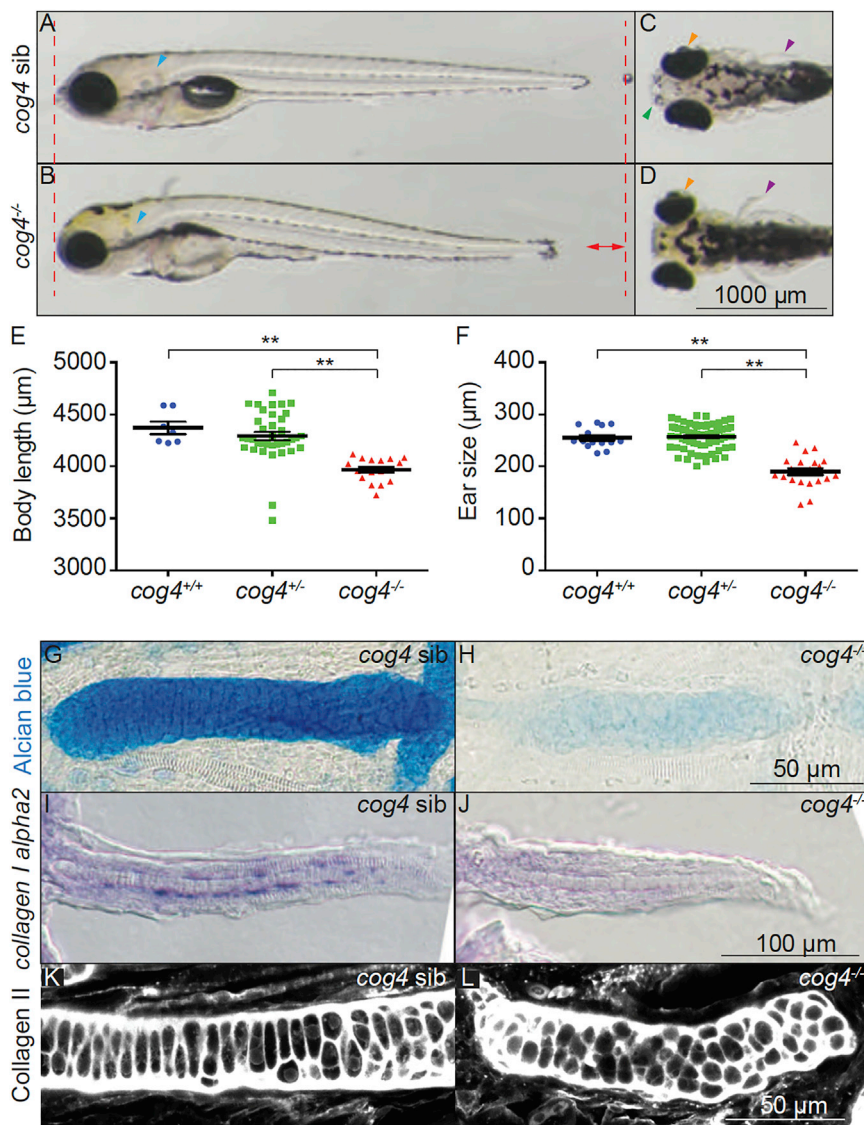 A
C
cog4 sib
B
D
cog4-/-
1000 µm
E
**
**
5000
4500
4000
3500
3000
Body length (µm)
cog4+/+
cog4+/-
cog4-/-
F
**
**
400
300
200
100
0
Ear size (µm)
cog4+/+
cog4+/-
cog4-/-
Alcian blue
G
cog4 sib
H
cog4-/-
50 µm
collagen I alpha2
I
cog4 sib
J
cog4-/-
100 µm
Collagen II
K
cog4 sib
L
cog4-/-
50 µm